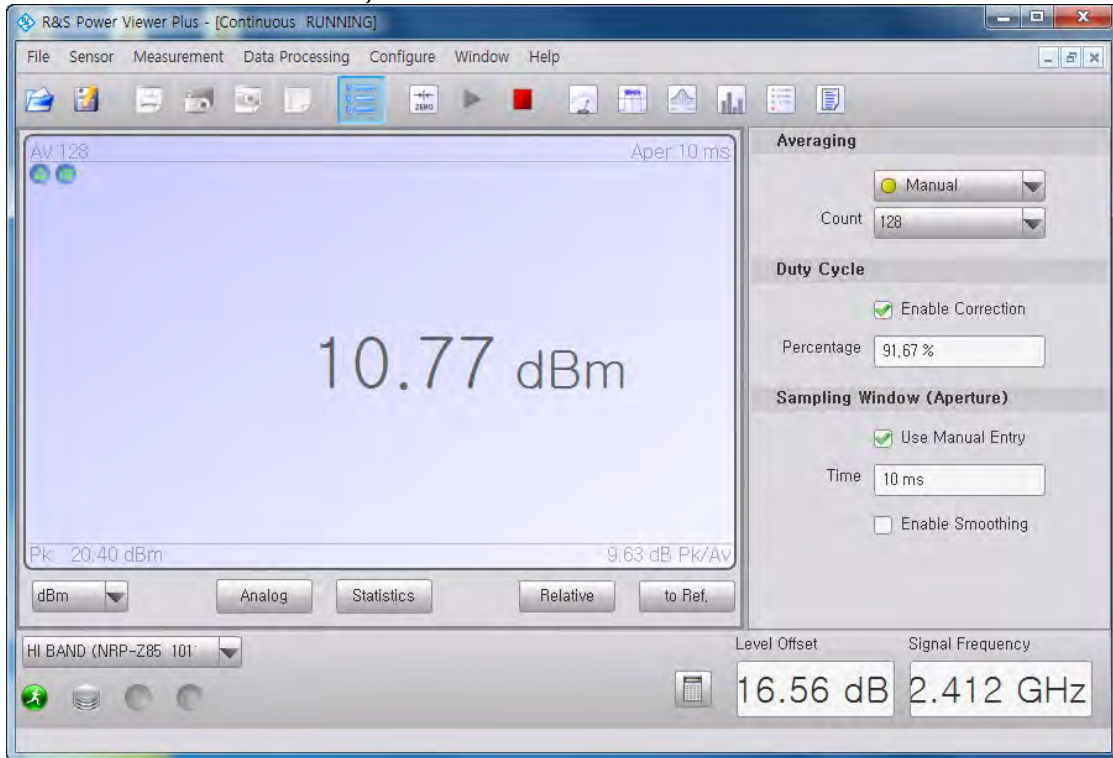 R&S Power Viewer Plus - [Continuous RUNNING]
File Sensor Measurement Data Processing Configure Window Help
ZERO
AV 128 Aper 10 ms
10.77 dBm
Pk 20,40 dBm 9,63 dB Pk/Av
dBm Analog Statistics Relative to Ref,
Averaging
Manual
Count 128
Duty Cycle
Enable Correction
Percentage 91,67 %
Sampling Window (Aperture)
Use Manual Entry
Time 10 ms
Enable Smoothing
HI BAND (NRP-Z85 101
Level Offset Signal Frequency
16.56 dB 2.412 GHz